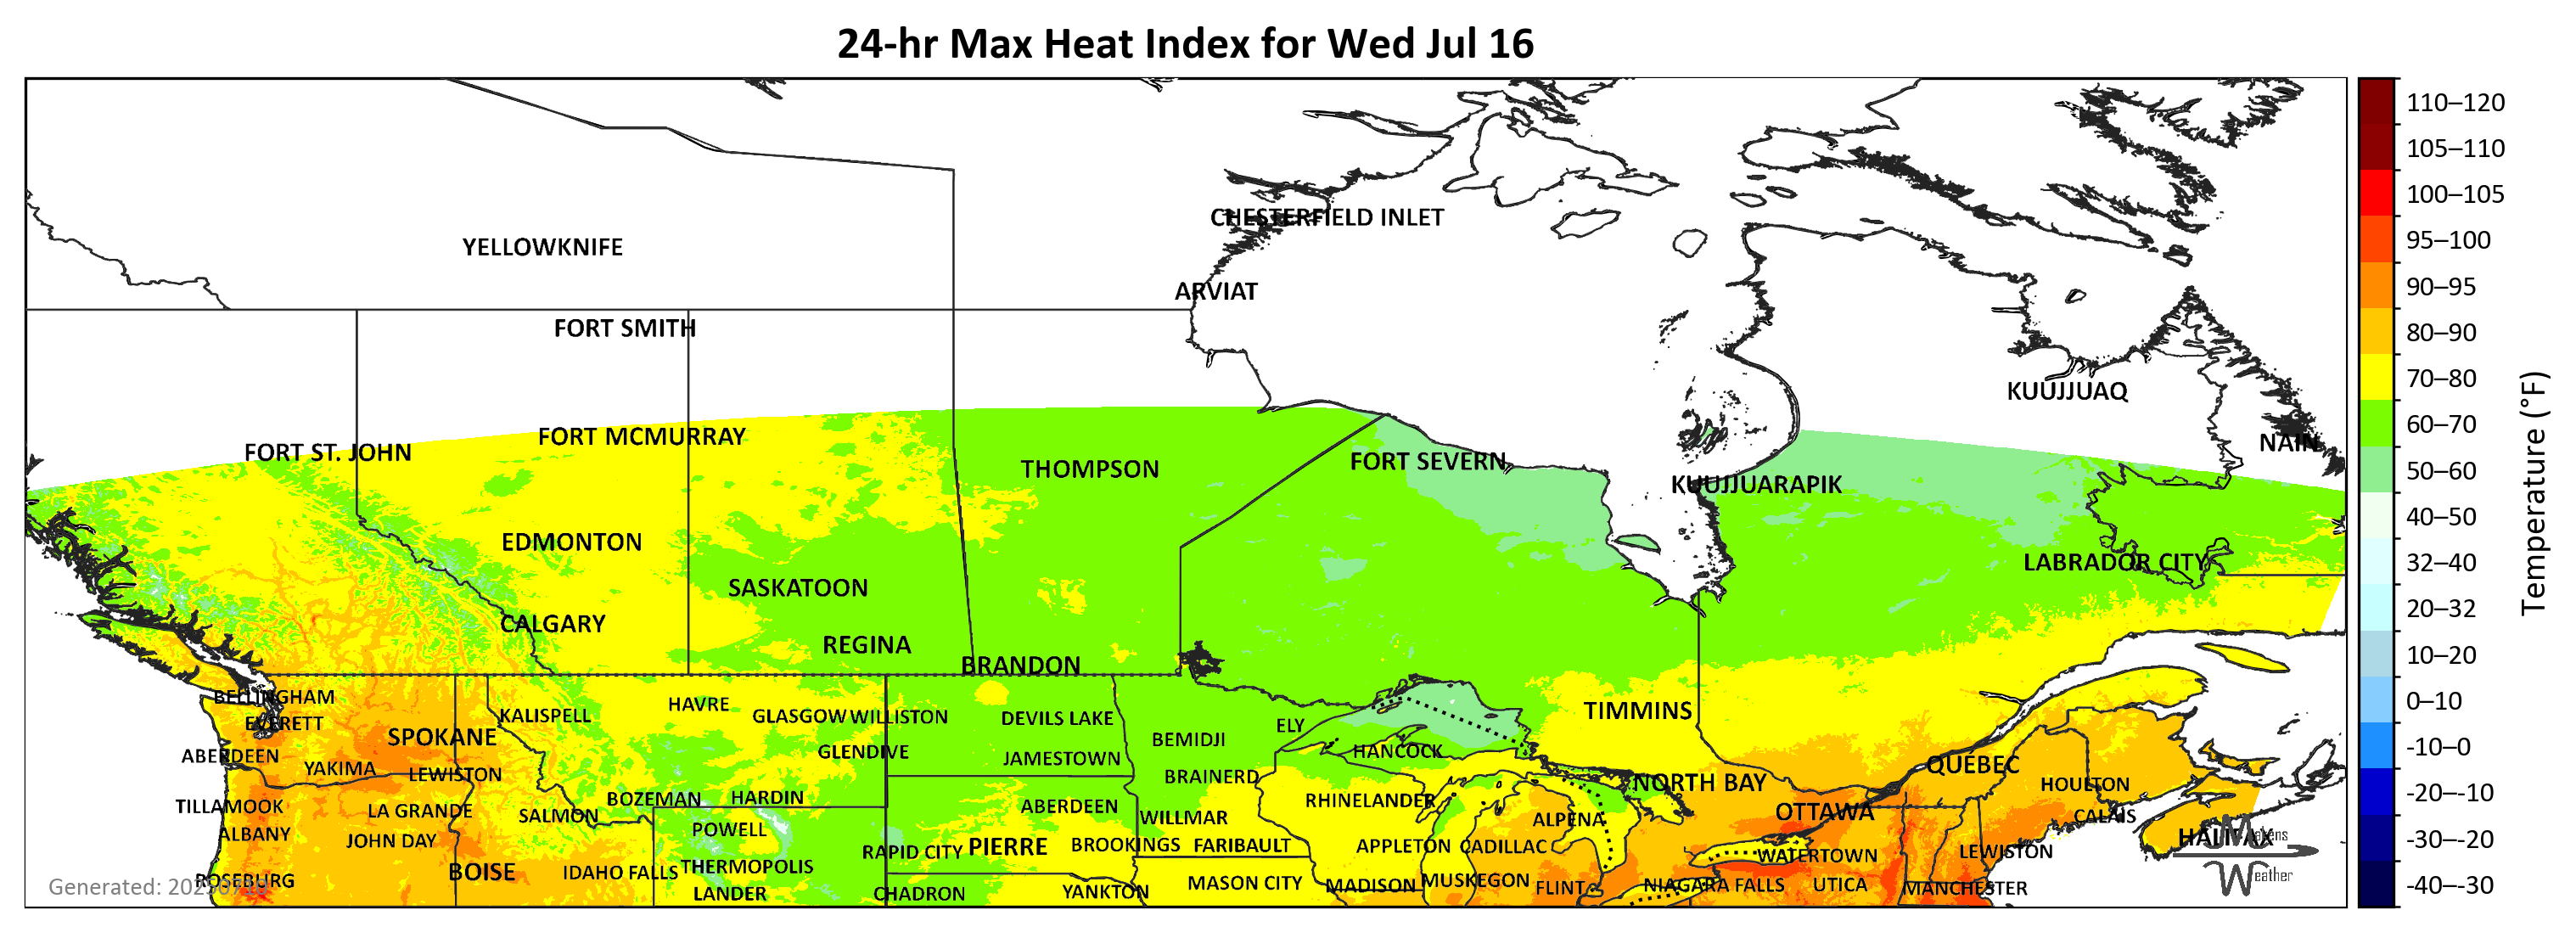 24-hr Max Heat Index for Wed Jul 16
110–120
105–110
100–105
95–100
90–95
80–90
70–80
60–70
50–60
40–50
32–40
20–32
10–20
0–10
-10–0
-20–-10
-30–-20
-40–-30
Temperature (°F)
CHESTERFIELD INLET
YELLOWKNIFE
ARVIAT
FORT SMITH
KUUJJUAQ
FORT MCMURRAY
NAIN
FORT ST. JOHN
FORT SEVERN
THOMPSON
KUUJJUARAPIK
EDMONTON
LABRADOR CITY
SASKATOON
CALGARY
REGINA
BRANDON
BELLINGHAM
HAVRE
TIMMINS
KALISPELL
GLASGOW
WILLISTON
DEVILS LAKE
EVERETT
ELY
SPOKANE
BEMIDJI
GLENDIVE
HANCOCK
ABERDEEN
JAMESTOWN
QUEBEC
YAKIMA
LEWISTON
BRAINERD
NORTH BAY
HOULTON
BOZEMAN
HARDIN
RHINELANDER
TILLAMOOK
ABERDEEN
LA GRANDE
OTTAWA
SALMON
WILLMAR
CALAIS
ALPENA
POWELL
ALBANY
HALIFAX
JOHN DAY
PIERRE
BROOKINGS
FARIBAULT
APPLETON
CADILLAC
RAPID CITY
LEWISTON
WATERTOWN
THERMOPOLIS
BOISE
IDAHO FALLS
Weather
ROSEBURG
MUSKEGON
MASON CITY
MADISON
NIAGARA FALLS
UTICA
FLINT
MANCHESTER
YANKTON
LANDER
CHADRON
Generated: